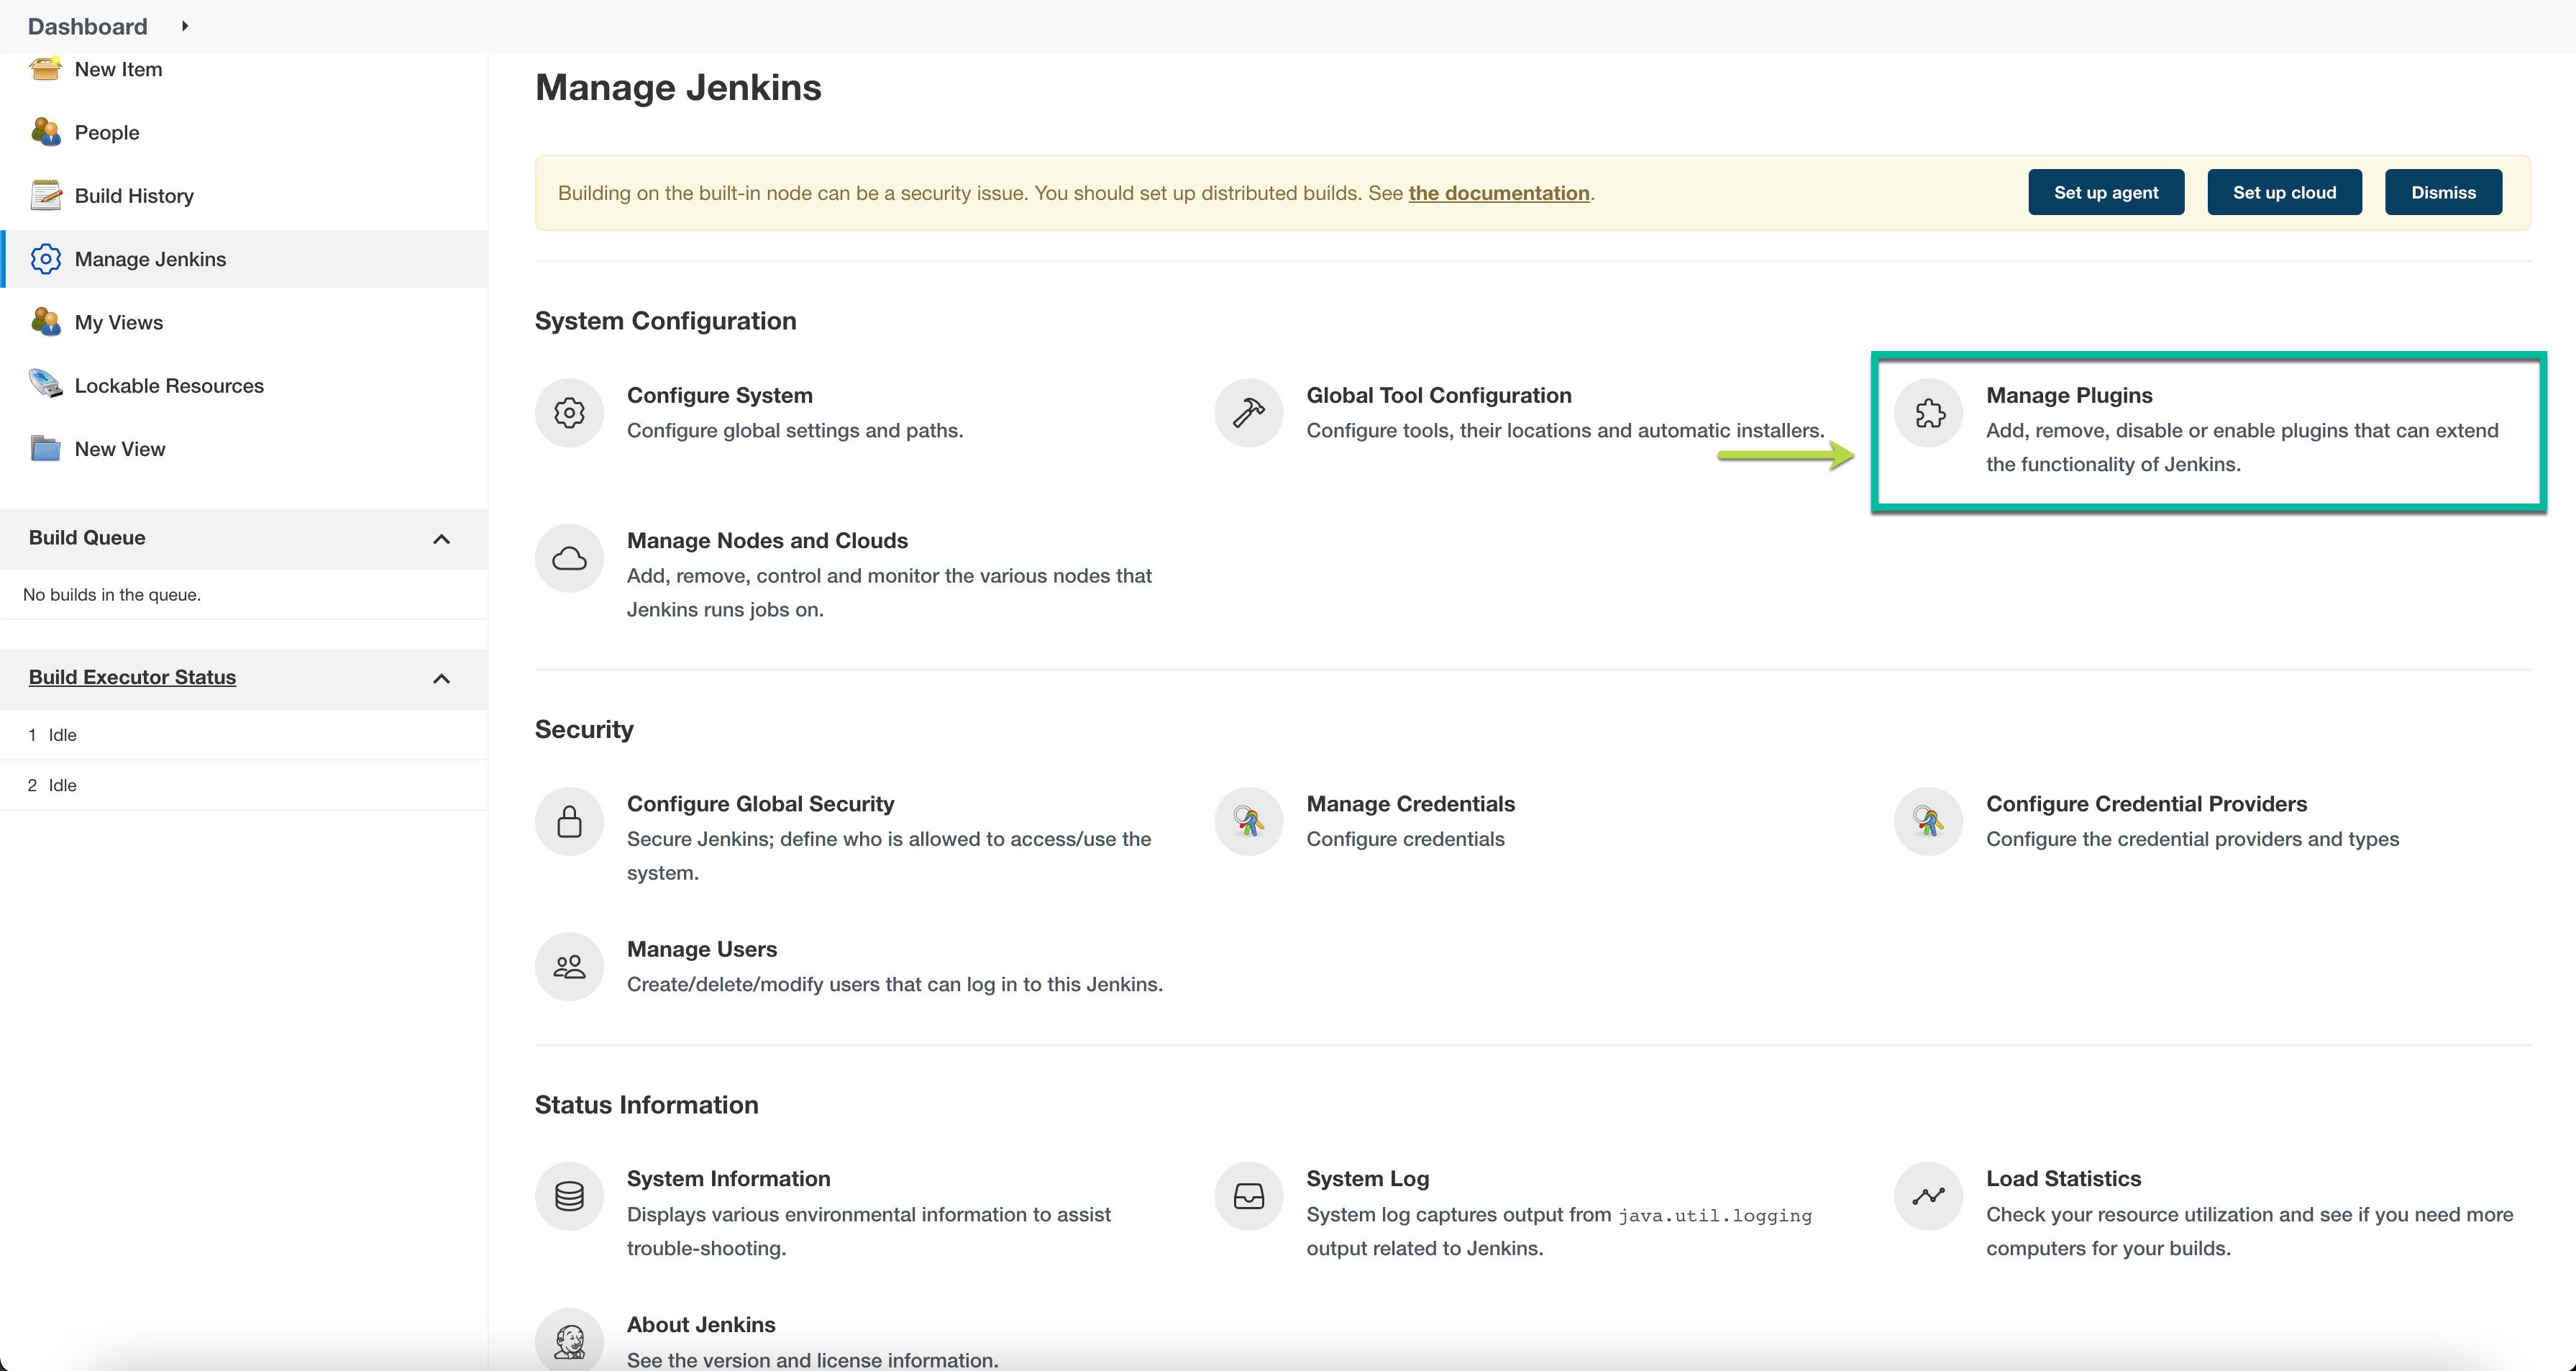 Dashboard
New Item
People
Build History
Manage Jenkins
My Views
Lockable Resources
New View
Build Queue
No builds in the queue.
Build Executor Status
1 Idle
2 Idle
Manage Jenkins
Building on the built-in node can be a security issue. You should set up distributed builds. See the documentation.
Set up agent
Set up cloud
Dismiss
System Configuration
Configure System
Configure global settings and paths.
Global Tool Configuration
Configure tools, their locations and automatic installers.
Manage Plugins
Add, remove, disable or enable plugins that can extend
the functionality of Jenkins.
Manage Nodes and Clouds
Add, remove, control and monitor the various nodes that
Jenkins runs jobs on.
Security
Configure Global Security
Secure Jenkins; define who is allowed to access/use the
system.
Manage Credentials
Configure credentials
Configure Credential Providers
Configure the credential providers and types
Manage Users
Create/delete/modify users that can log in to this Jenkins.
Status Information
System Information
Displays various environmental information to assist
trouble-shooting.
System Log
System log captures output from java.util.logging
output related to Jenkins.
Load Statistics
Check your resource utilization and see if you need more
computers for your builds.
About Jenkins
See the version and license information.